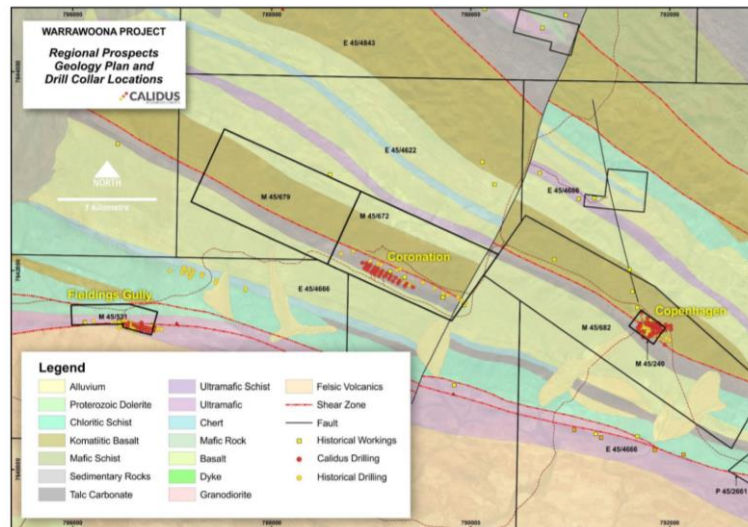 WARRAWOONA PROJECT
Regional Prospects
Geology Plan and
Drill Collar Locations
CALIDUS
E 45/4843
E 45/4622
NORTH
1 Kilometre
M 45/679
M 45/672
Coronation
E 45/4666
Fieldings Gully
M 45/521
Copenhagen
M 45/682
M 45/240
E 45/4666
P 45/2661
Legend
Alluvium
Proterozoic Dolerite
Chloritic Schist
Komatiitic Basalt
Mafic Schist
Sedimentary Rocks
Talc Carbonate
Ultramafic Schist
Ultramafic
Chert
Mafic Rock
Basalt
Dyke
Granodiorite
Felsic Volcanics
Shear Zone
Fault
Historical Workings
Calidus Drilling
Historical Drilling